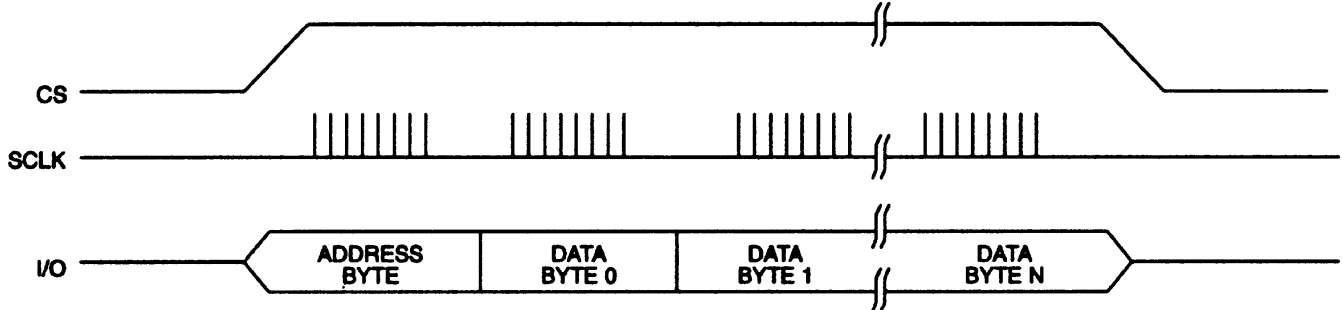 CS
SCLK
I/O
ADDRESS
BYTE
DATA
BYTE 0
DATA
BYTE 1
DATA
BYTE N